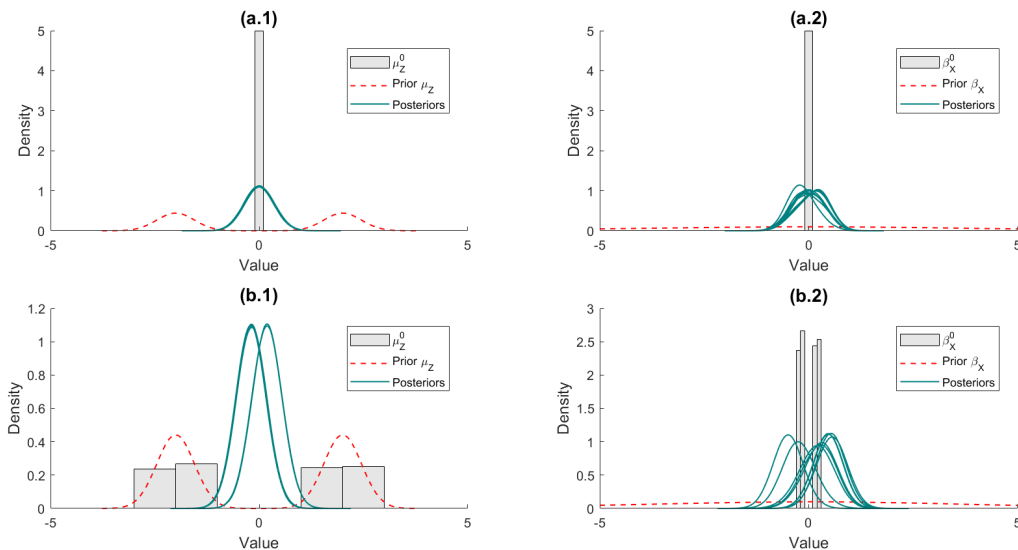 (a.1)
5
4
3
2
1
0
Density
-5
0
5
Value
μ_Z^0
Prior μ_Z
Posteriors
(a.2)
5
4
3
2
1
0
Density
-5
0
5
Value
β_X^0
Prior β_X
Posteriors
(b.1)
1.2
1
0.8
0.6
0.4
0.2
0
Density
-5
0
5
Value
μ_Z^0
Prior μ_Z
Posteriors
(b.2)
3
2.5
2
1.5
1
0.5
0
Density
-5
0
5
Value
β_X^0
Prior β_X
Posteriors